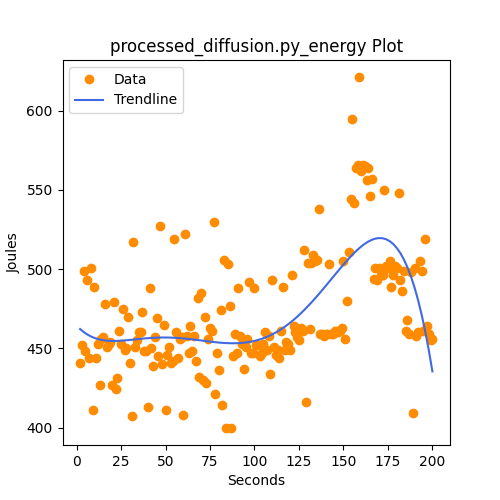 processed_diffusion.py_energy Plot
Data
Trendline
600
550
500
450
400
Joules
0 25 50 75 100 125 150 175 200
Seconds